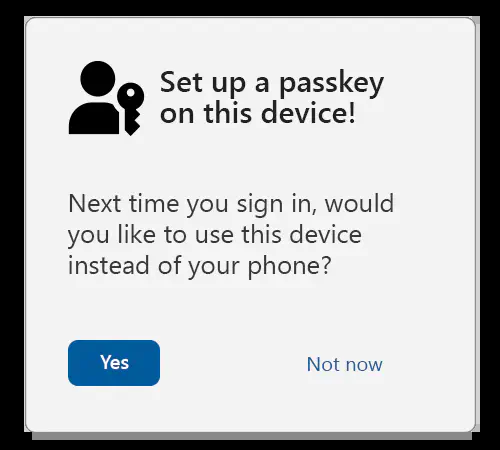 Set up a passkey
on this device!
Next time you sign in, would
you like to use this device
instead of your phone?
Yes
Not now